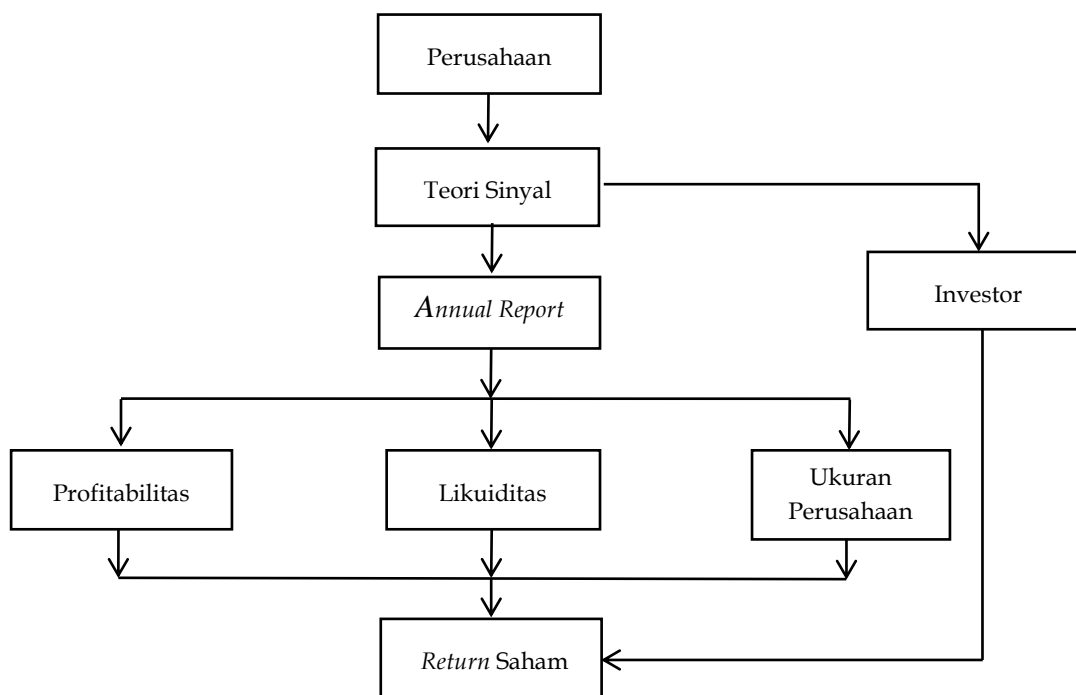 Perusahaan
Teori Sinyal
Annual Report
Investor
Profitabilitas
Likuiditas
Ukuran
Perusahaan
Return Saham